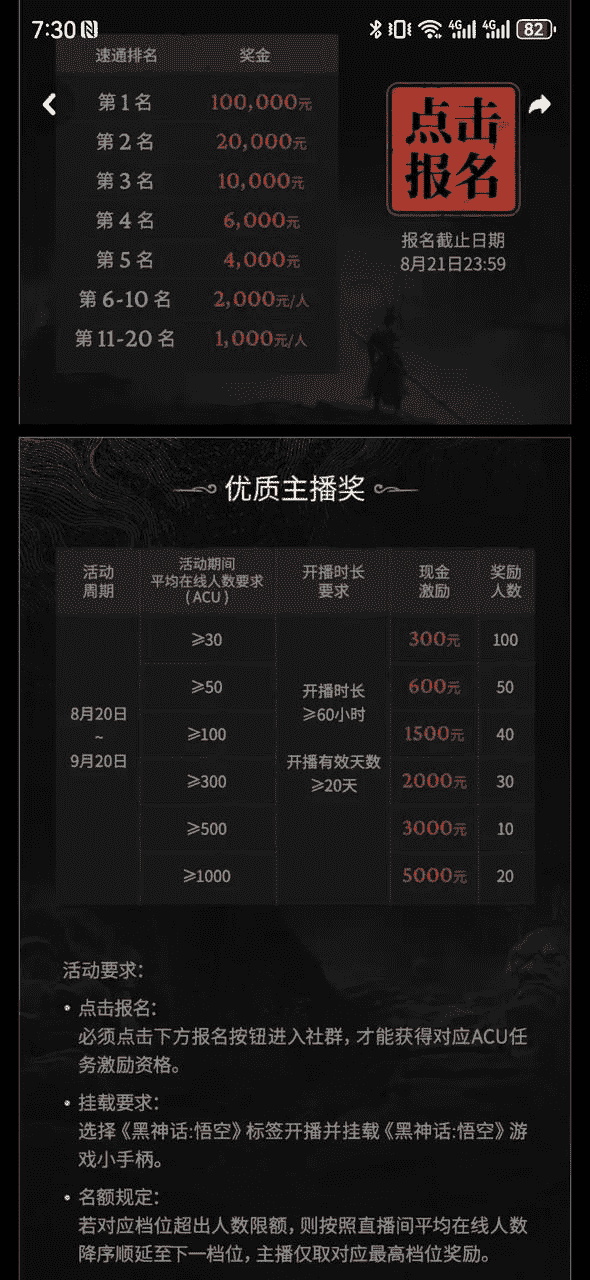 7:30
4G 4G 82
速通排名 奖金
第1名 100,000元
第2名 20,000元
第3名 10,000元
第4名 6,000元
第5名 4,000元
第6-10名 2,000元/人
第11-20名 1,000元/人
点击
报名
报名截止日期
8月21日23:59
优质主播奖
活动
周期
活动期间
平均在线人数要求
(ACU)
开播时长
要求
现金
激励
奖励
人数
8月20日
~
9月20日
开播时长
≥60小时
开播有效天数
≥20天
≥30 300元 100
≥50 600元 50
≥100 1500元 40
≥300 2000元 30
≥500 3000元 10
≥1000 5000元 20
活动要求：
• 点击报名：
必须点击下方报名按钮进入社群，才能获得对应ACU任
务激励资格。
• 挂载要求：
选择《黑神话:悟空》标签开播并挂载《黑神话:悟空》游
戏小手柄。
• 名额规定：
若对应档位超出人数限额，则按照直播间平均在线人数
降序顺延至下一档位，主播仅取对应最高档位奖励。